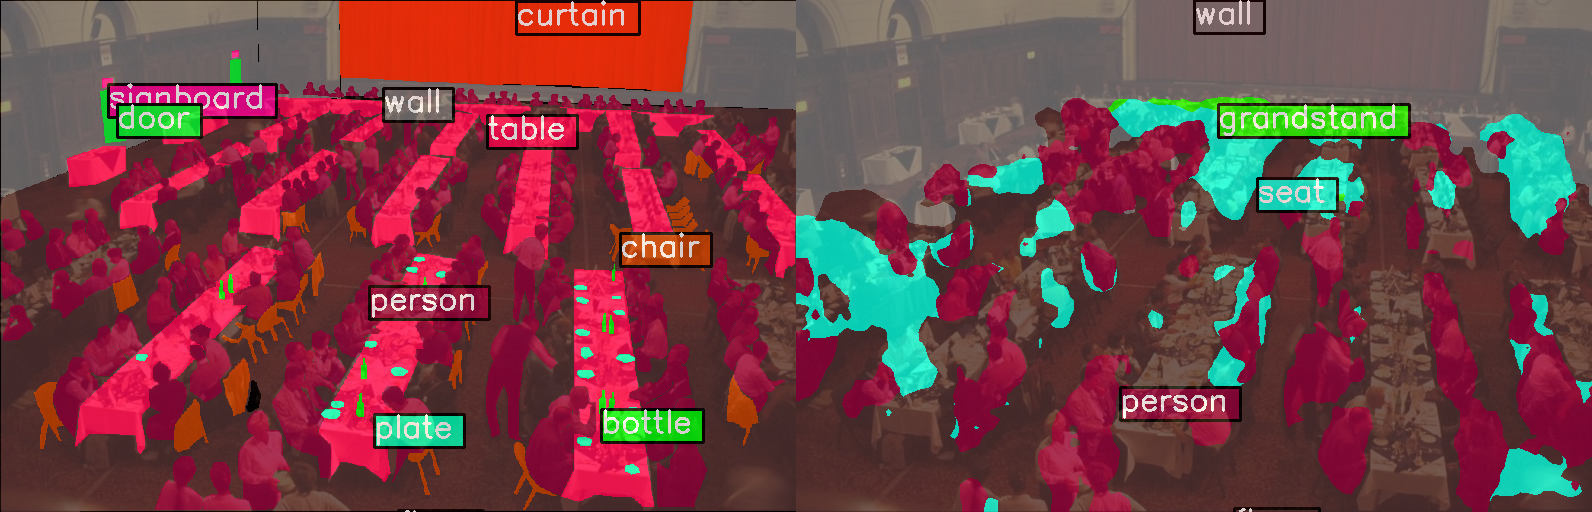 curtain
signboard
door
wall
table
chair
person
plate
bottle
wall
grandstand
seat
person